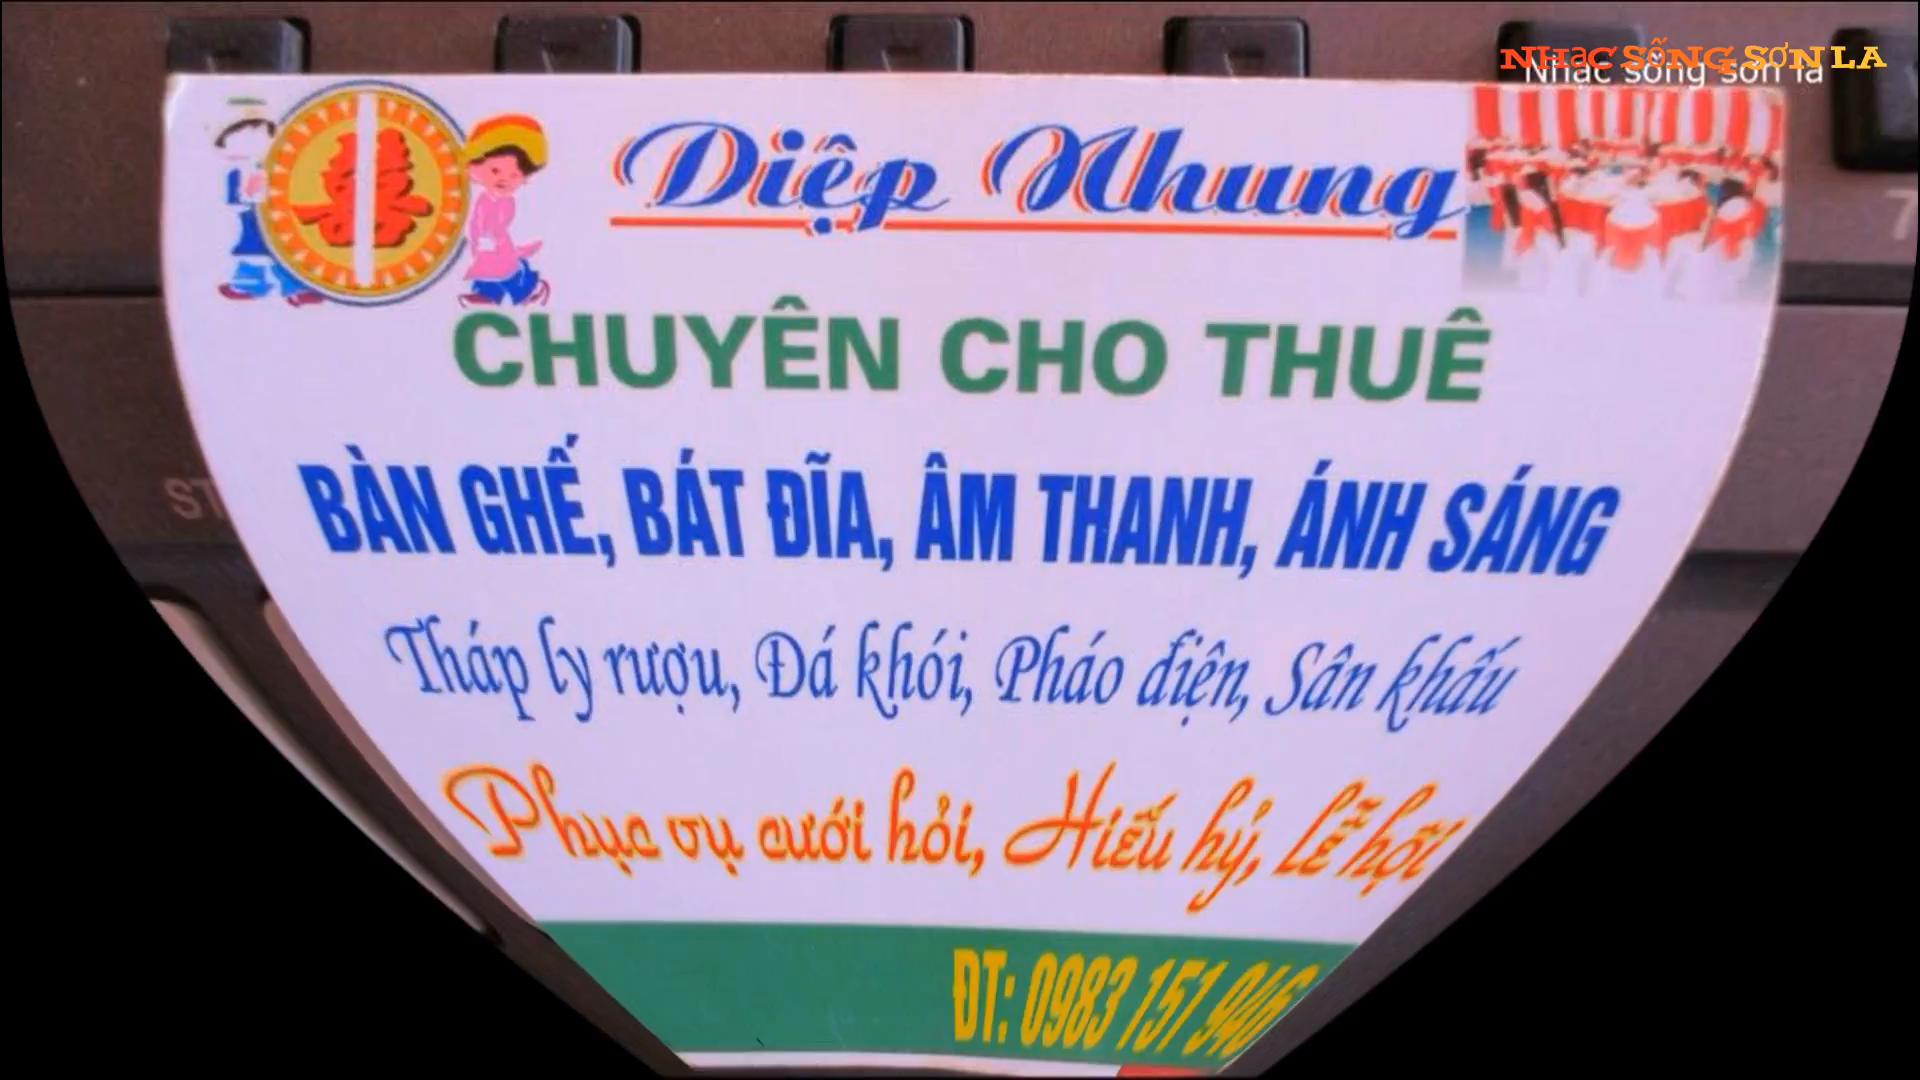 NHạC SỐNG SƠN LA
Nhạc sống sơn la
Diệp Nhung
CHUYÊN CHO THUÊ
BÀN GHẾ, BÁT ĐĨA, ÂM THANH, ÁNH SÁNG
Tháp ly rượu, Đá khói, Pháo điện, Sân khấu
Phục vụ cưới hỏi, Hiếu hỷ, Lễ hội
ĐT: 0983 151 946